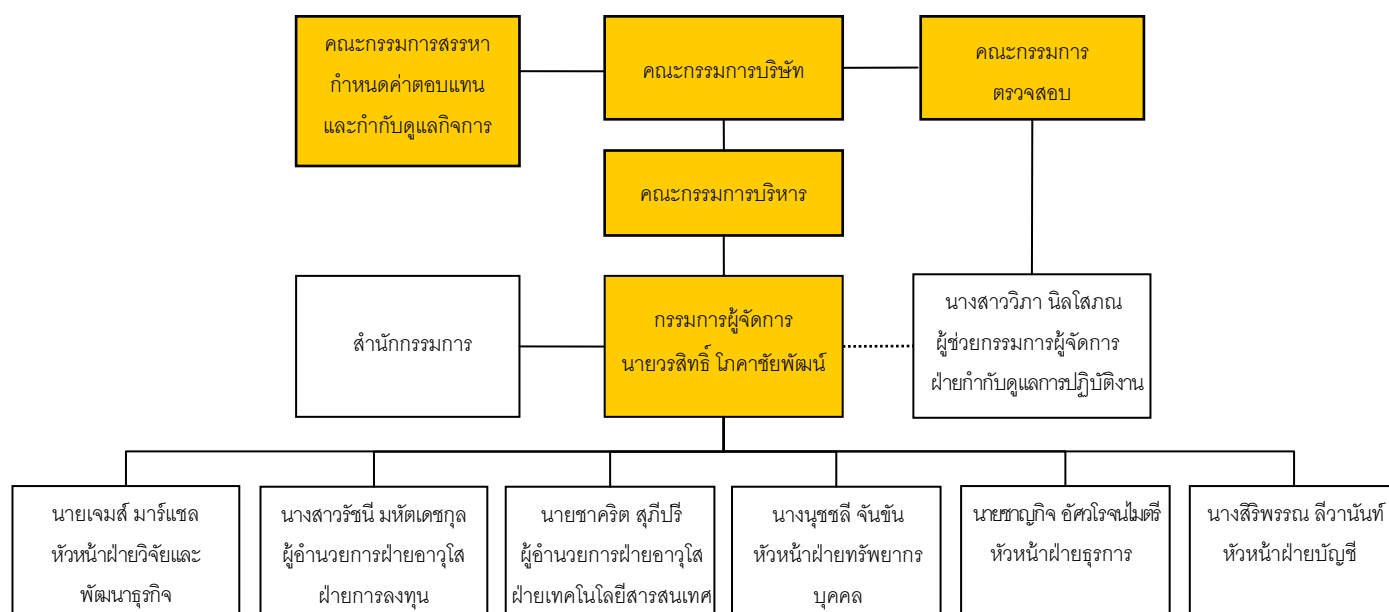 คณะกรรมการสรรหา
กำหนดค่าตอบแทน
และกำกับดูแลกิจการ
คณะกรรมการบริษัท
คณะกรรมการ
ตรวจสอบ
คณะกรรมการบริหาร
สำนักกรรมการ
กรรมการผู้จัดการ
นายวรสิทธิ์ โภคาชัยพัฒน์
นางสาววิภา นิลโสภณ
ผู้ช่วยกรรมการผู้จัดการ
ฝ่ายกำกับดูแลการปฏิบัติงาน
นายเจมส์ มาร์แชล
หัวหน้าฝ่ายวิจัยและ
พัฒนาธุรกิจ
นางสาวรัชนี มหัตเดชกุล
ผู้อำนวยการฝ่ายอาวุโส
ฝ่ายการลงทุน
นายชาคริต สุภีปรี
ผู้อำนวยการฝ่ายอาวุโส
ฝ่ายเทคโนโลยีสารสนเทศ
นางนุชชลี จันขัน
หัวหน้าฝ่ายทรัพยากร
บุคคล
นายชาญกิจ อัศวโรจนไมตรี
หัวหน้าฝ่ายธุรการ
นางสิริพรรณ ลีวานันท์
หัวหน้าฝ่ายบัญชี